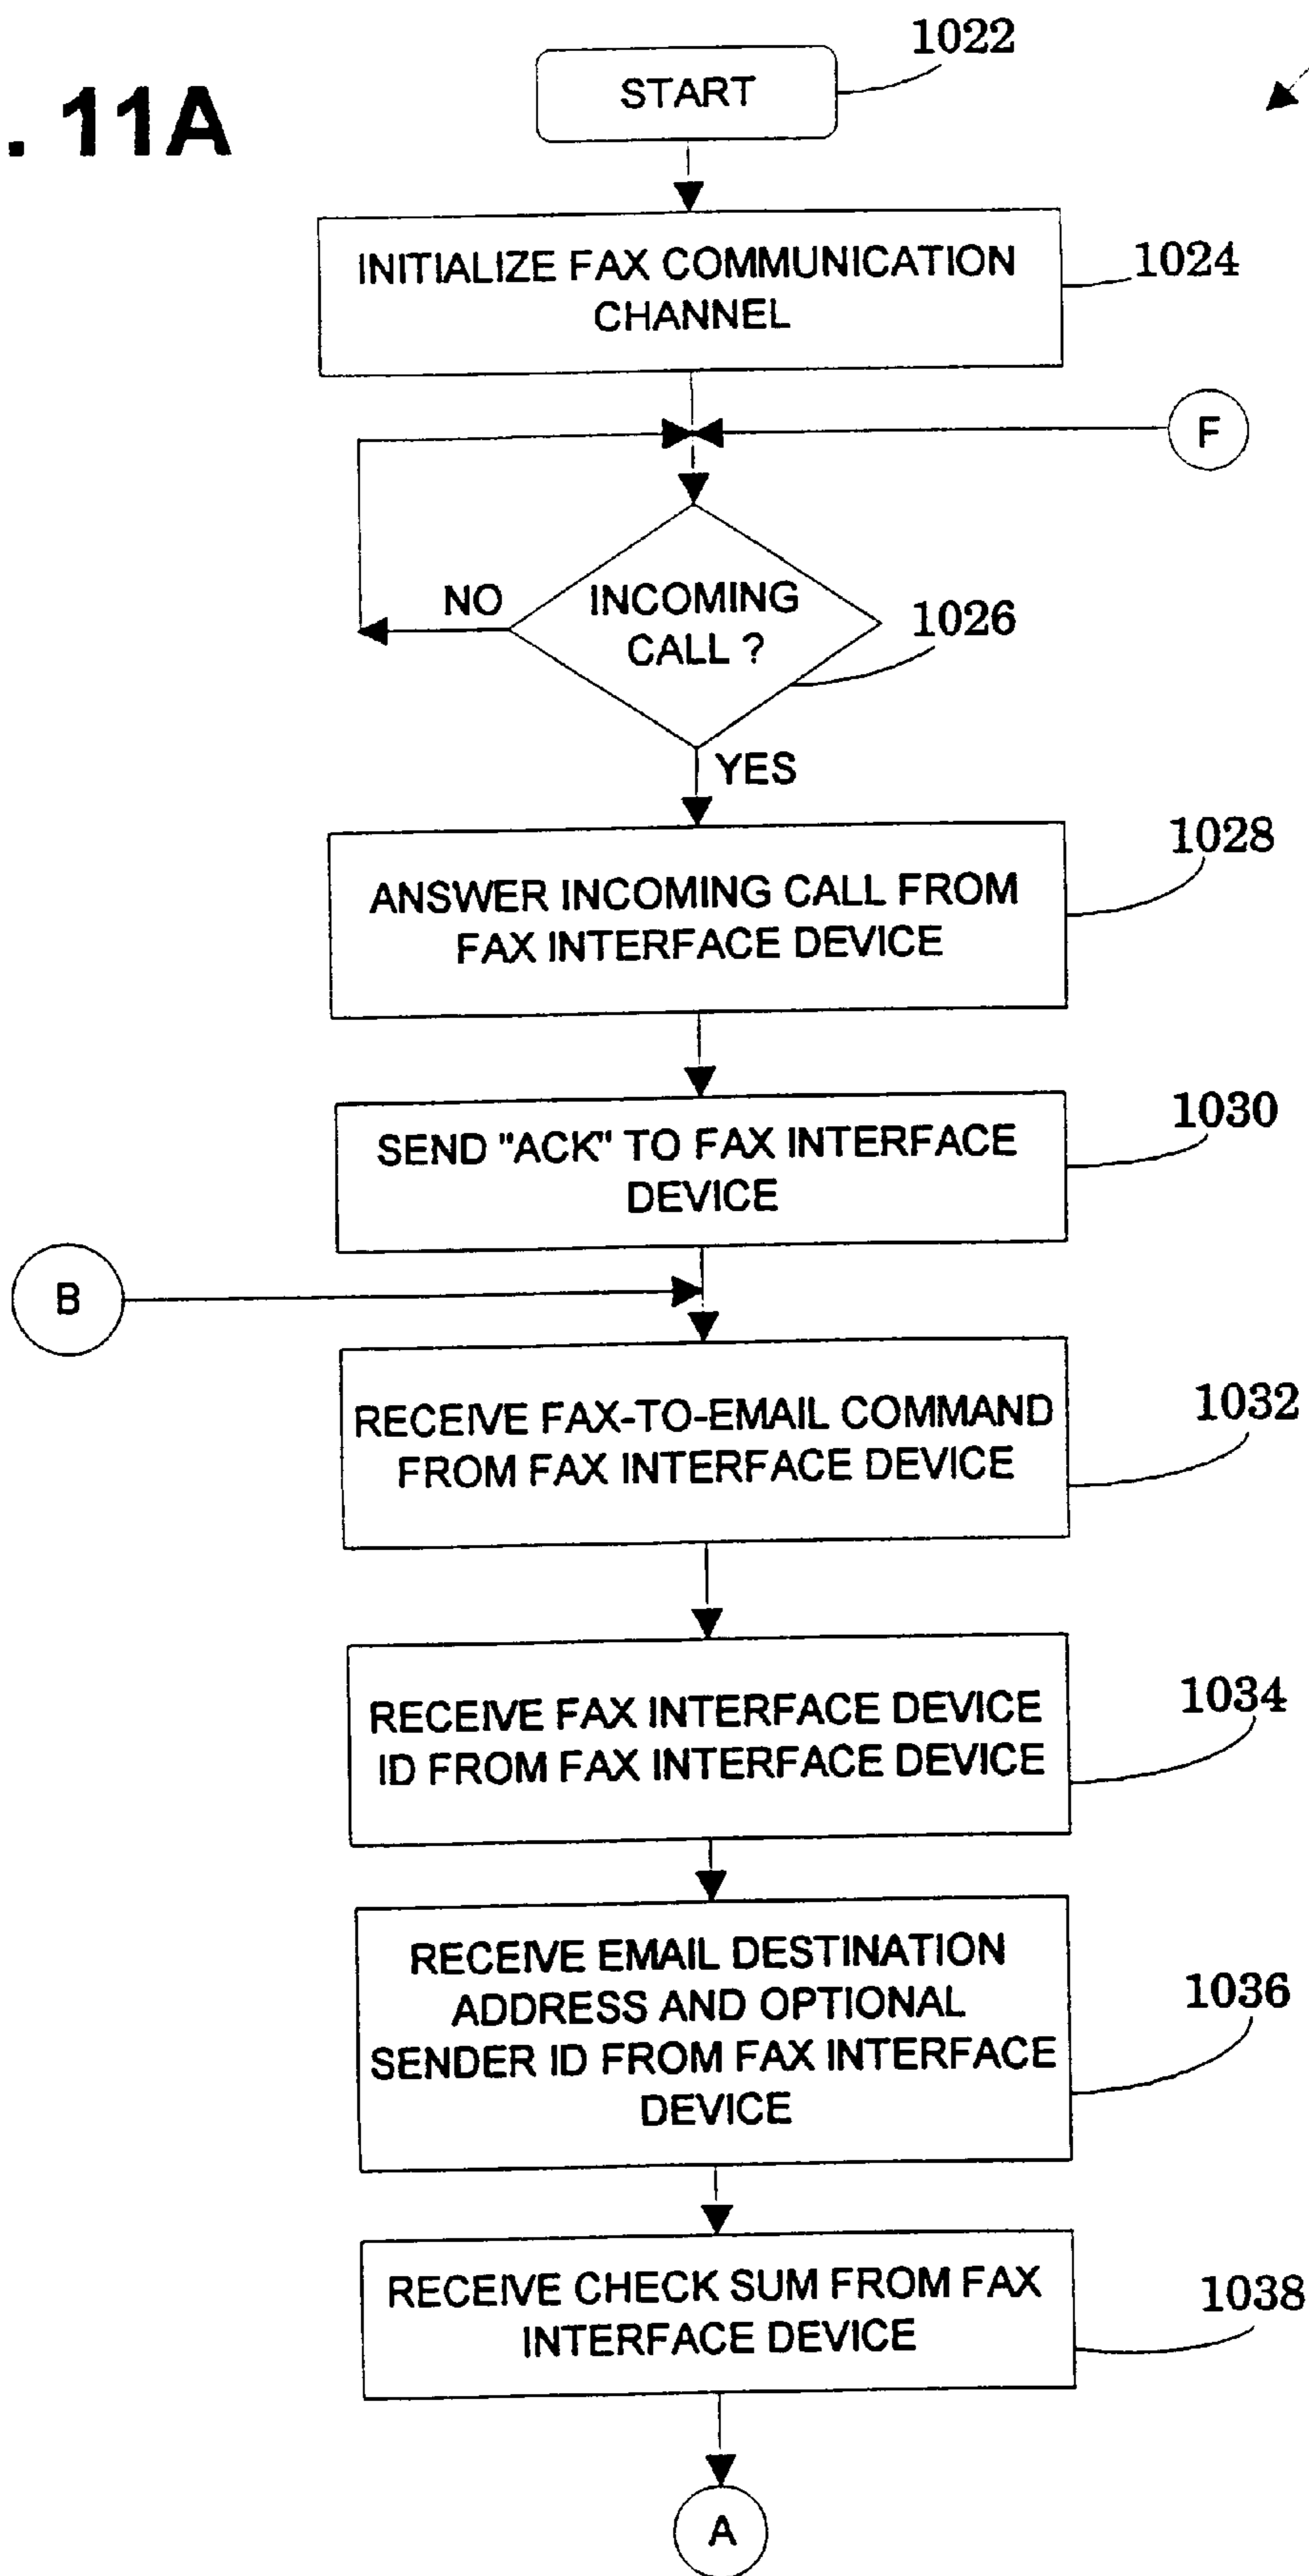 . 11A
START
1022
INITIALIZE FAX COMMUNICATION
CHANNEL
1024
F
INCOMING
CALL ?
NO
1026
YES
ANSWER INCOMING CALL FROM
FAX INTERFACE DEVICE
1028
SEND "ACK" TO FAX INTERFACE
DEVICE
1030
B
RECEIVE FAX-TO-EMAIL COMMAND
FROM FAX INTERFACE DEVICE
1032
RECEIVE FAX INTERFACE DEVICE
ID FROM FAX INTERFACE DEVICE
1034
RECEIVE EMAIL DESTINATION
ADDRESS AND OPTIONAL
SENDER ID FROM FAX INTERFACE
DEVICE
1036
RECEIVE CHECK SUM FROM FAX
INTERFACE DEVICE
1038
A